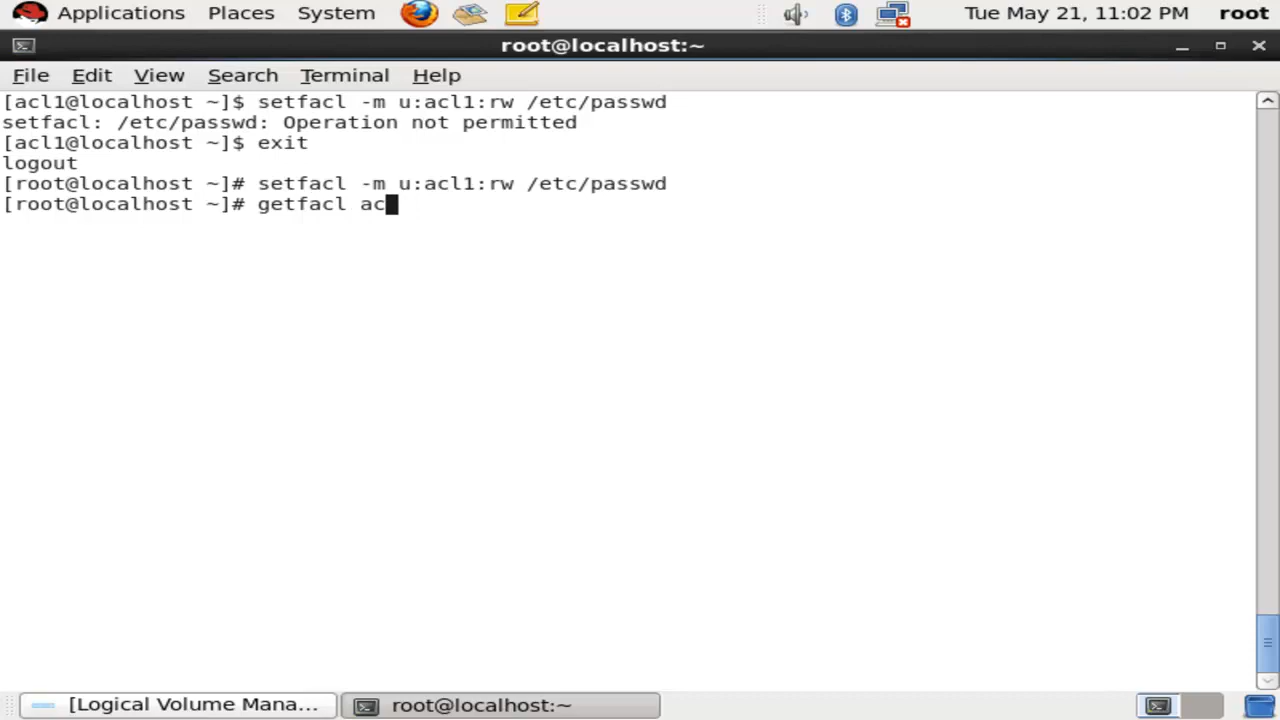 Applications Places System Tue May 21, 11:02 PM root
root@localhost:~
File Edit View Search Terminal Help
[acl1@localhost ~]$ setfacl -m u:acl1:rw /etc/passwd
setfacl: /etc/passwd: Operation not permitted
[acl1@localhost ~]$ exit
logout
[root@localhost ~]# setfacl -m u:acl1:rw /etc/passwd
[root@localhost ~]# getfacl ac
[Logical Volume Mana... root@localhost:~